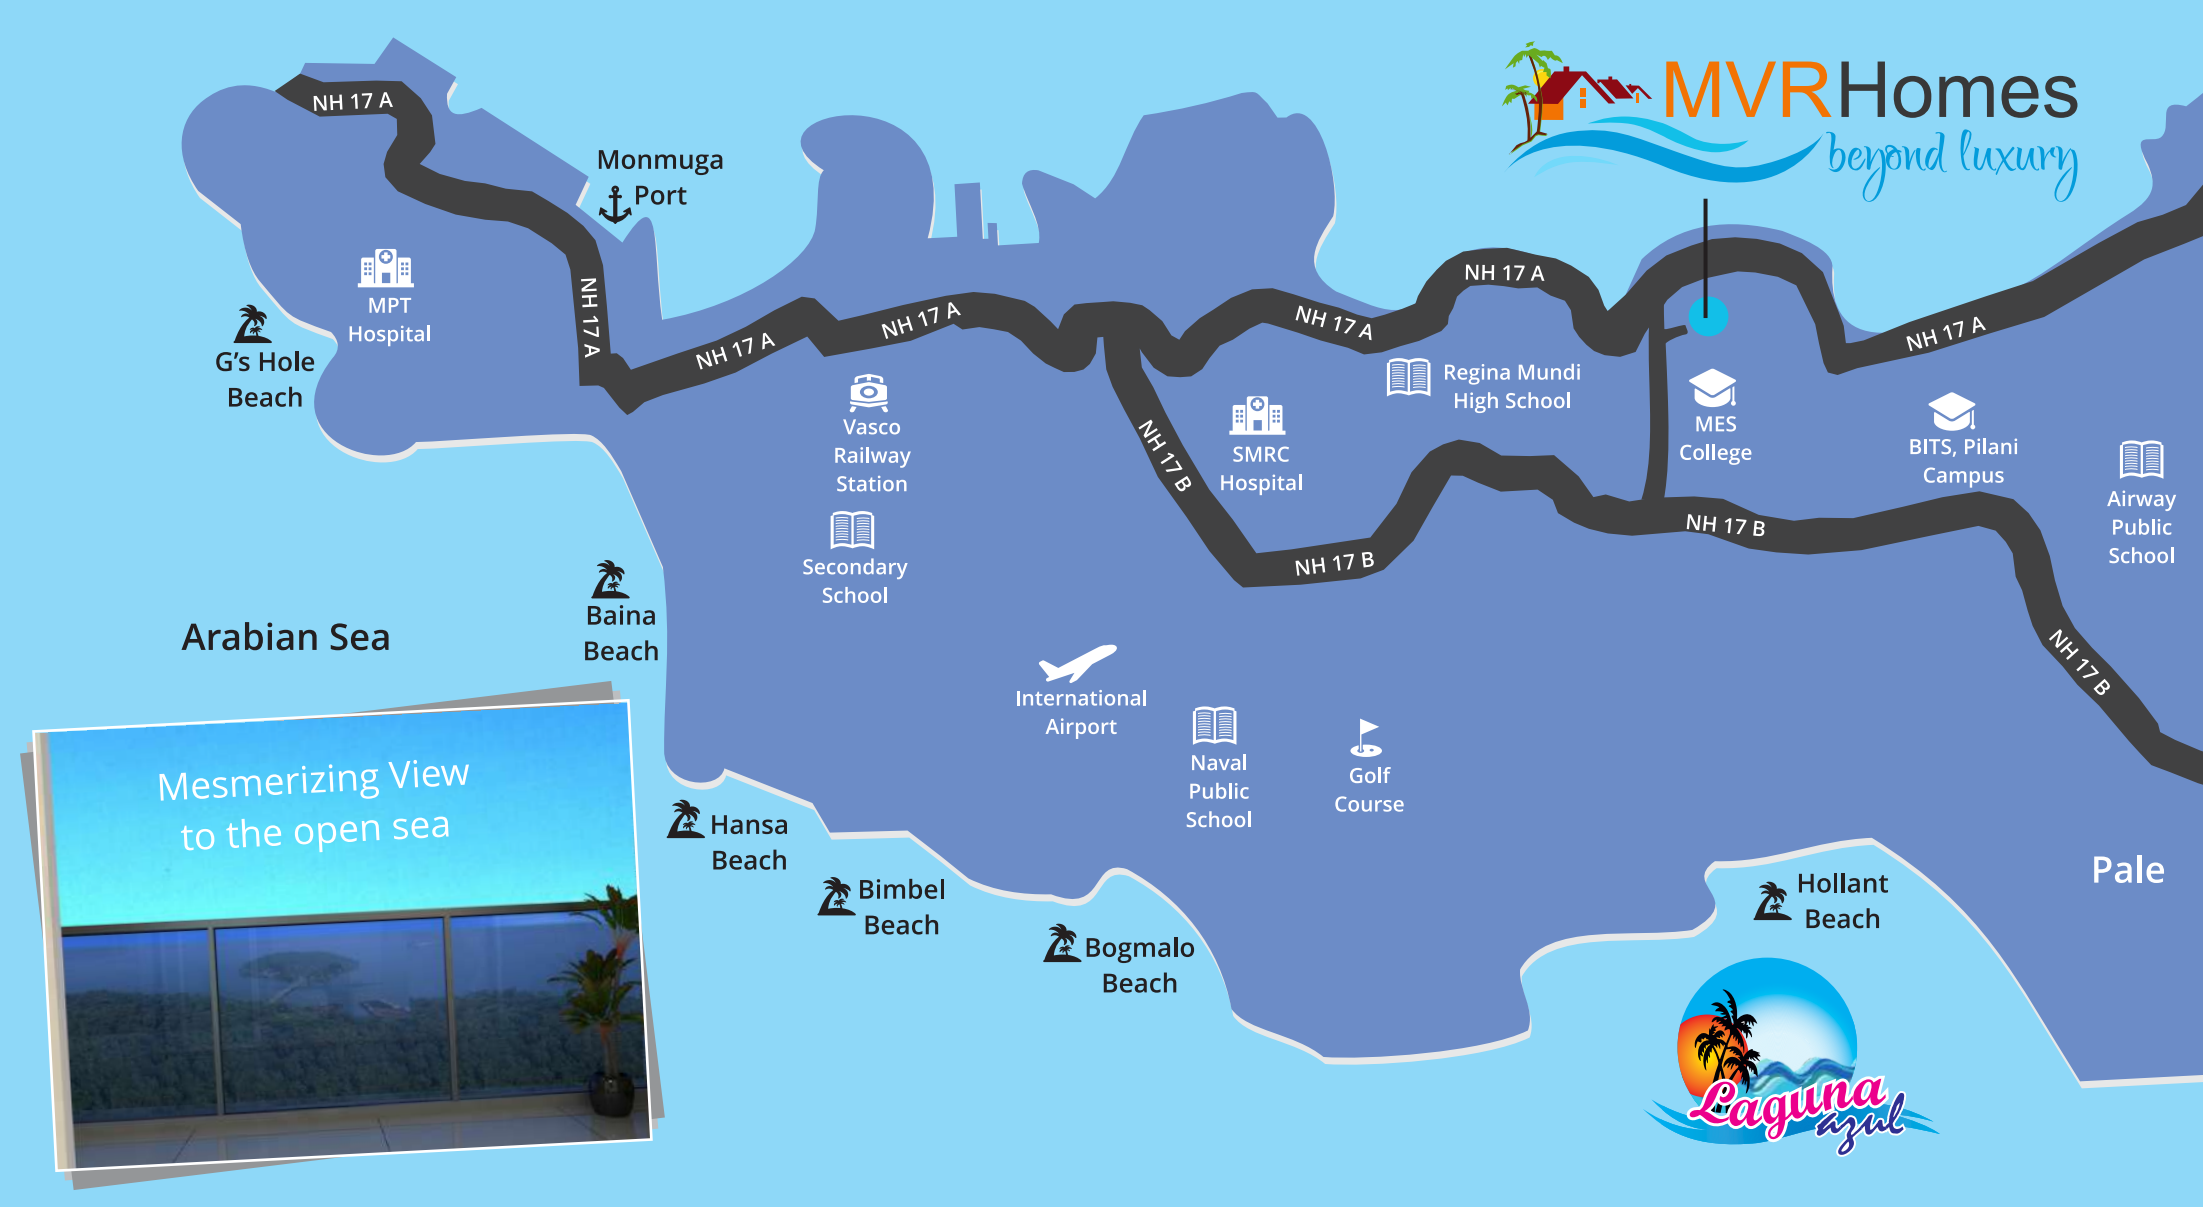 MVRHomes
beyond luxury
NH 17 A
Monmuga
Port
MPT
Hospital
G's Hole
Beach
NH 17 A
NH 17 A
NH 17 A
NH 17 A
NH 17 A
NH 17 A
Regina Mundi
High School
Vasco
Railway
Station
NH 17 B
SMRC
Hospital
MES
College
BITS, Pilani
Campus
Airway
Public
School
Secondary
School
NH 17 B
NH 17 B
NH 17 B
Baina
Beach
Arabian Sea
International
Airport
Naval
Public
School
Golf
Course
Mesmerizing View
to the open sea
Hansa
Beach
Bimbel
Beach
Bogmalo
Beach
Hollant
Beach
Pale
Laguna
azul